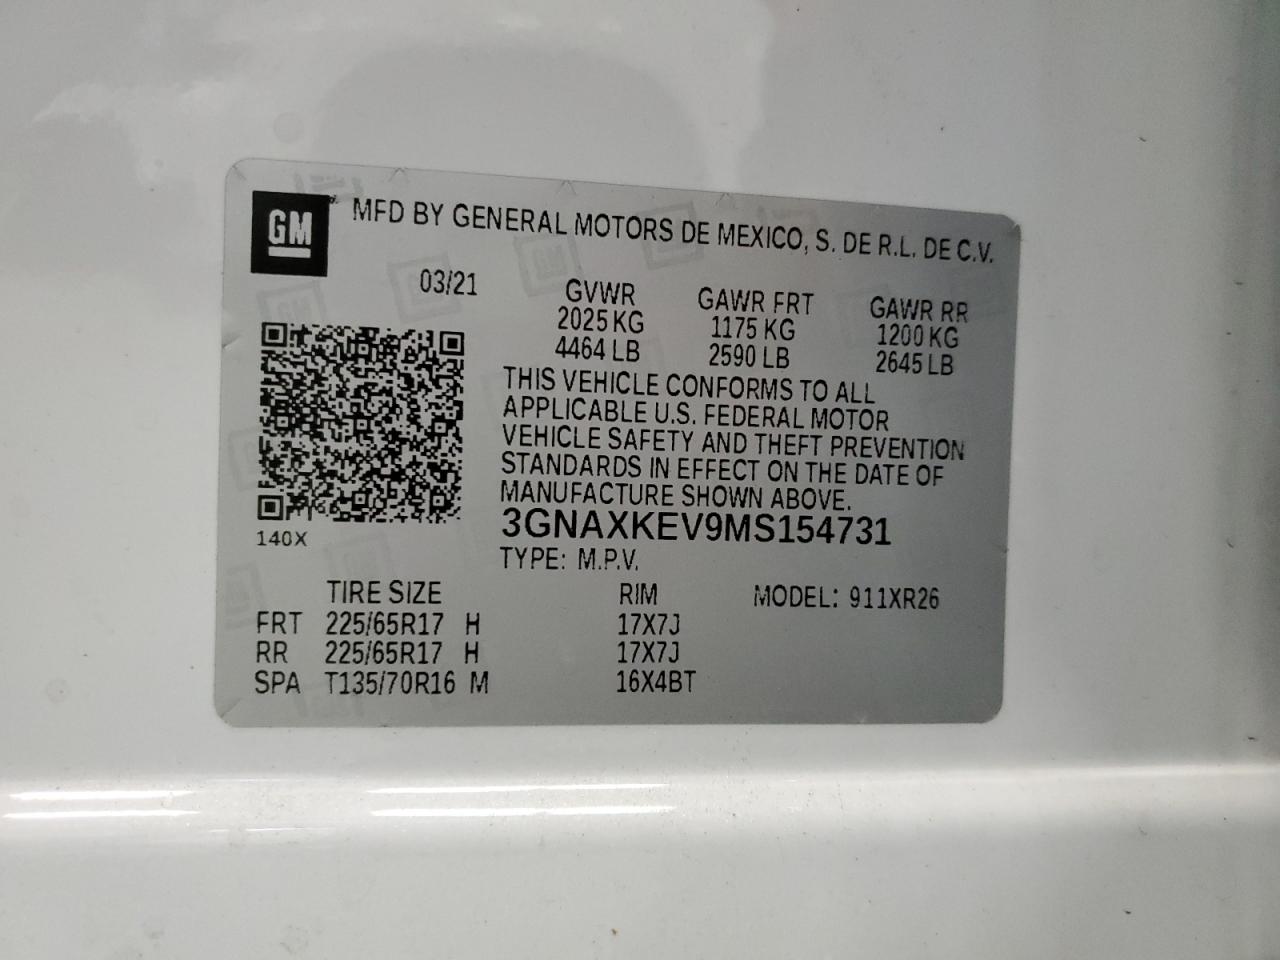 GM MFD BY GENERAL MOTORS DE MEXICO, S. DE R.L. DE C.V.
03/21 GVWR GAWR FRT GAWR RR
2025 KG 1175 KG 1200 KG
4464 LB 2590 LB 2645 LB
THIS VEHICLE CONFORMS TO ALL
APPLICABLE U.S. FEDERAL MOTOR
VEHICLE SAFETY AND THEFT PREVENTION
STANDARDS IN EFFECT ON THE DATE OF
MANUFACTURE SHOWN ABOVE.
3GNAXKEV9MS154731
140X
TYPE: M.P.V.
TIRE SIZE RIM MODEL: 911XR26
FRT 225/65R17 H 17X7J
RR 225/65R17 H 17X7J
SPA T135/70R16 M 16X4BT